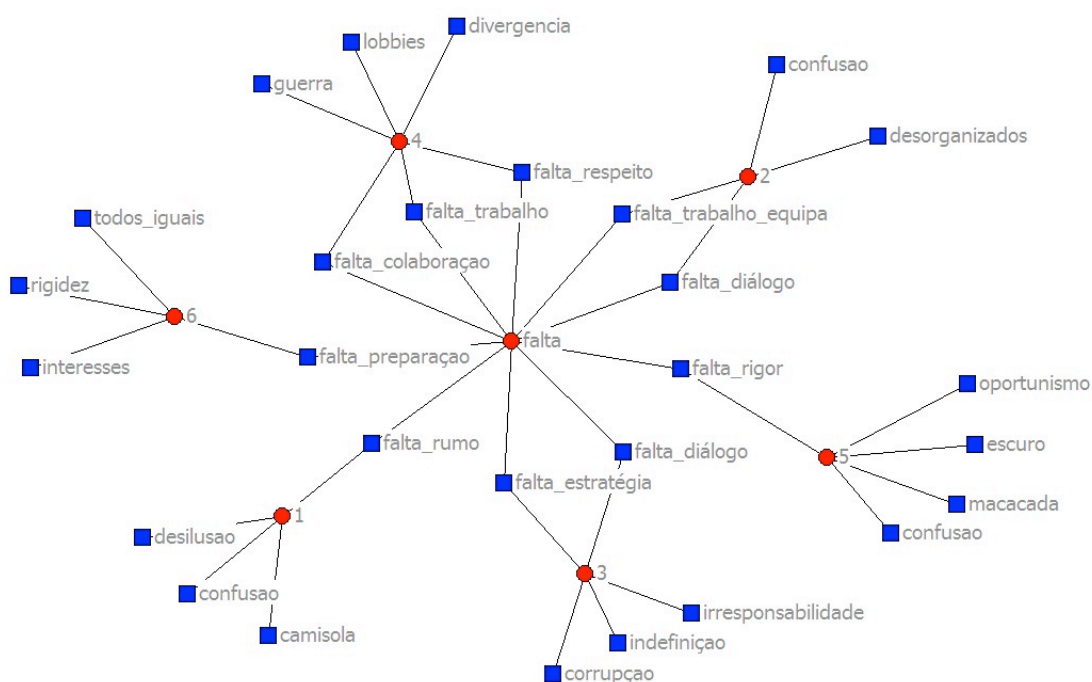 divergencia
lobbies
confusao
guerra
desorganizados
4
falta_respeito
2
falta_trabalho
falta_trabalho_equipa
todos_iguais
falta_colaboraçao
falta_diálogo
rigidez
6
falta
falta_preparaçao
interesses
falta_rigor
oportunismo
falta_rumo
escuro
falta_diálogo
5
falta_estratégia
macacada
1
desilusao
confusao
3
confusao
irresponsabilidade
camisola
indefiniçao
corrupçao